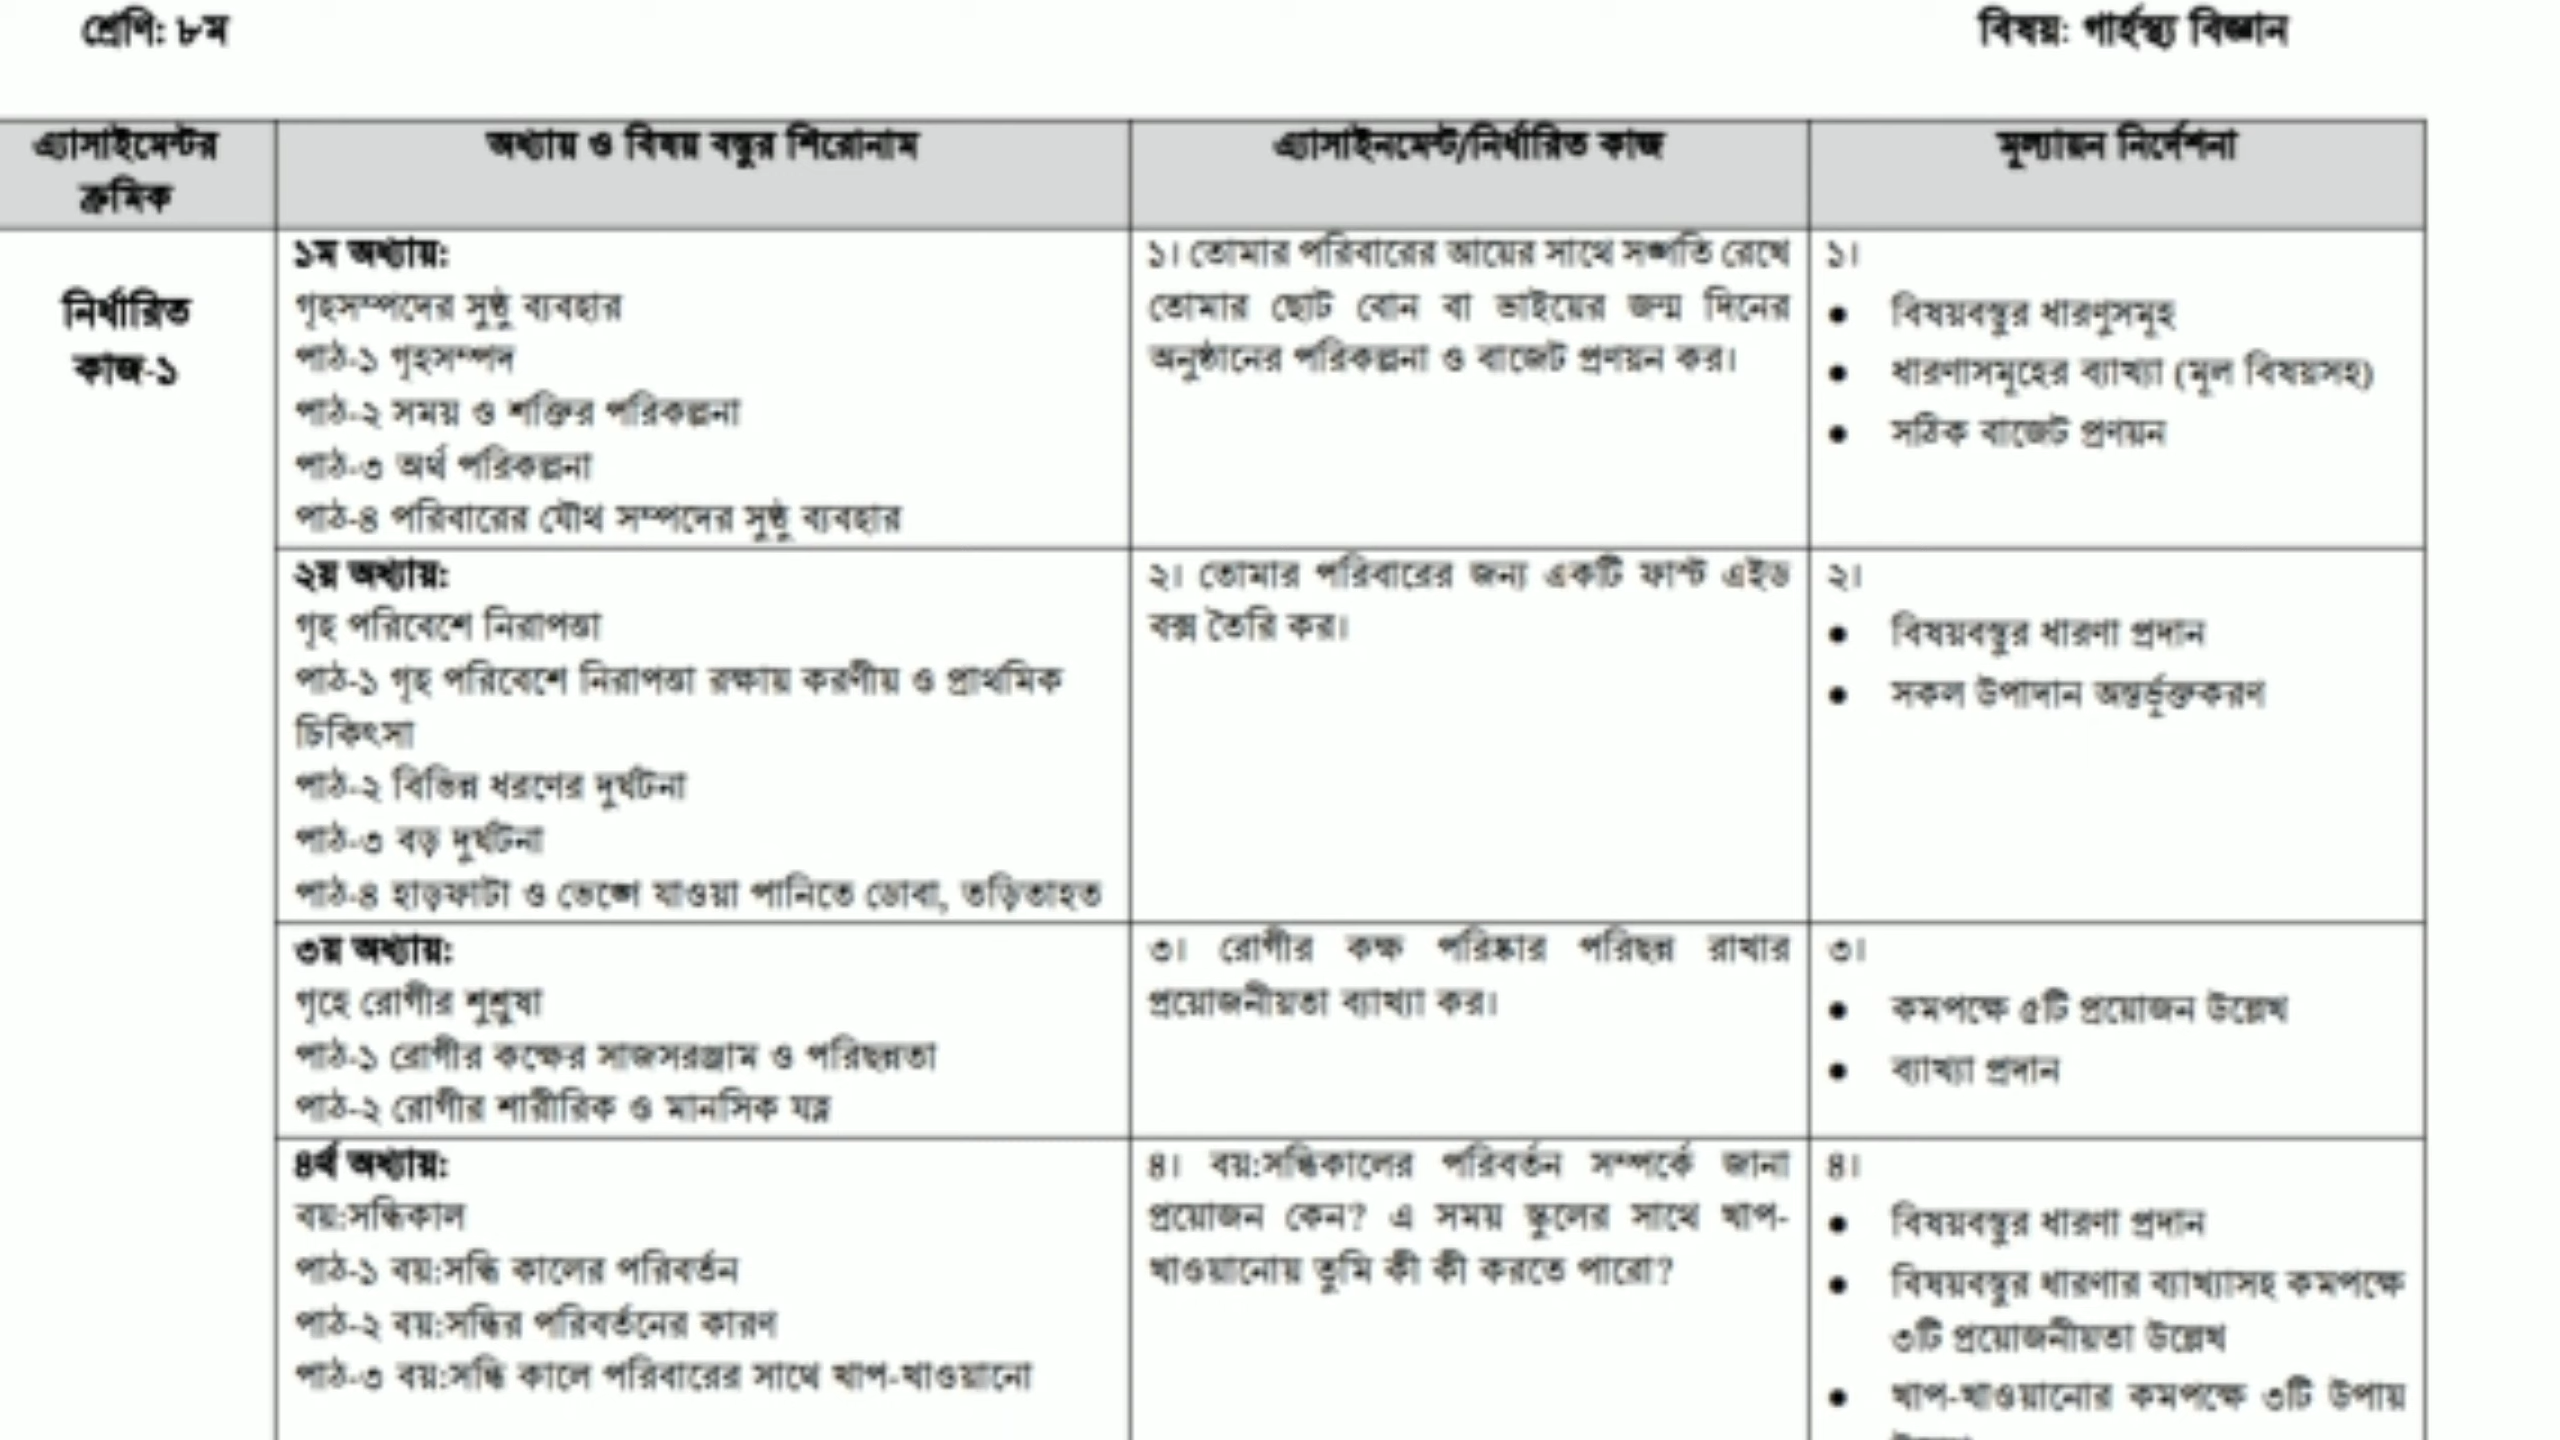 শ্রেণি: ৮ম
বিষয়: গার্হস্থ্য বিজ্ঞান
এ্যাসাইমেন্টর
ক্রমিক
অধ্যায় ও বিষয় বস্তুর শিরোনাম
এ্যাসাইনমেন্ট/নির্ধারিত কাজ
মূল্যায়ন নির্দেশনা
নির্ধারিত
কাজ-১
১ম অধ্যায়:
গৃহসম্পদের সুষ্ঠু ব্যবহার
পাঠ-১ গৃহসম্পদ
পাঠ-২ সময় ও শক্তির পরিকল্পনা
পাঠ-৩ অর্থ পরিকল্পনা
পাঠ-৪ পরিবারের যৌথ সম্পদের সুষ্ঠু ব্যবহার
১। তোমার পরিবারের আয়ের সাথে সঙ্গতি রেখে
তোমার ছোট বোন বা ভাইয়ের জন্ম দিনের
অনুষ্ঠানের পরিকল্পনা ও বাজেট প্রণয়ন কর।
১।
● বিষয়বস্তুর ধারণুসমূহ
● ধারণাসমূহের ব্যাখ্যা (মূল বিষয়সহ)
● সঠিক বাজেট প্রণয়ন
২য় অধ্যায়:
গৃহ পরিবেশে নিরাপত্তা
পাঠ-১ গৃহ পরিবেশে নিরাপত্তা রক্ষায় করণীয় ও প্রাথমিক
চিকিৎসা
পাঠ-২ বিভিন্ন ধরণের দুর্ঘটনা
পাঠ-৩ বড় দুর্ঘটনা
পাঠ-৪ হাড়ফাটা ও ভেঙ্গে যাওয়া পানিতে ডোবা, তড়িতাহত
২। তোমার পরিবারের জন্য একটি ফাস্ট এইড
বক্স তৈরি কর।
২।
● বিষয়বস্তুর ধারণা প্রদান
● সকল উপাদান অন্তর্ভুক্তকরণ
৩য় অধ্যায়:
গৃহে রোগীর শুশ্রুষা
পাঠ-১ রোগীর কক্ষের সাজসরঞ্জাম ও পরিছন্নতা
পাঠ-২ রোগীর শারীরিক ও মানসিক যত্ন
৩। রোগীর কক্ষ পরিষ্কার পরিছন্ন রাখার
প্রয়োজনীয়তা ব্যাখ্যা কর।
৩।
● কমপক্ষে ৫টি প্রয়োজন উল্লেখ
● ব্যাখ্যা প্রদান
৪র্থ অধ্যায়:
বয়:সন্ধিকাল
পাঠ-১ বয়:সন্ধি কালের পরিবর্তন
পাঠ-২ বয়:সন্ধির পরিবর্তনের কারণ
পাঠ-৩ বয়:সন্ধি কালে পরিবারের সাথে খাপ-খাওয়ানো
৪। বয়:সন্ধিকালের পরিবর্তন সম্পর্কে জানা
প্রয়োজন কেন? এ সময় স্কুলের সাথে খাপ-
খাওয়ানোয় তুমি কী কী করতে পারো?
৪।
● বিষয়বস্তুর ধারণা প্রদান
● বিষয়বস্তুর ধারণার ব্যাখ্যাসহ কমপক্ষে
৩টি প্রয়োজনীয়তা উল্লেখ
● খাপ-খাওয়ানোর কমপক্ষে ৩টি উপায়